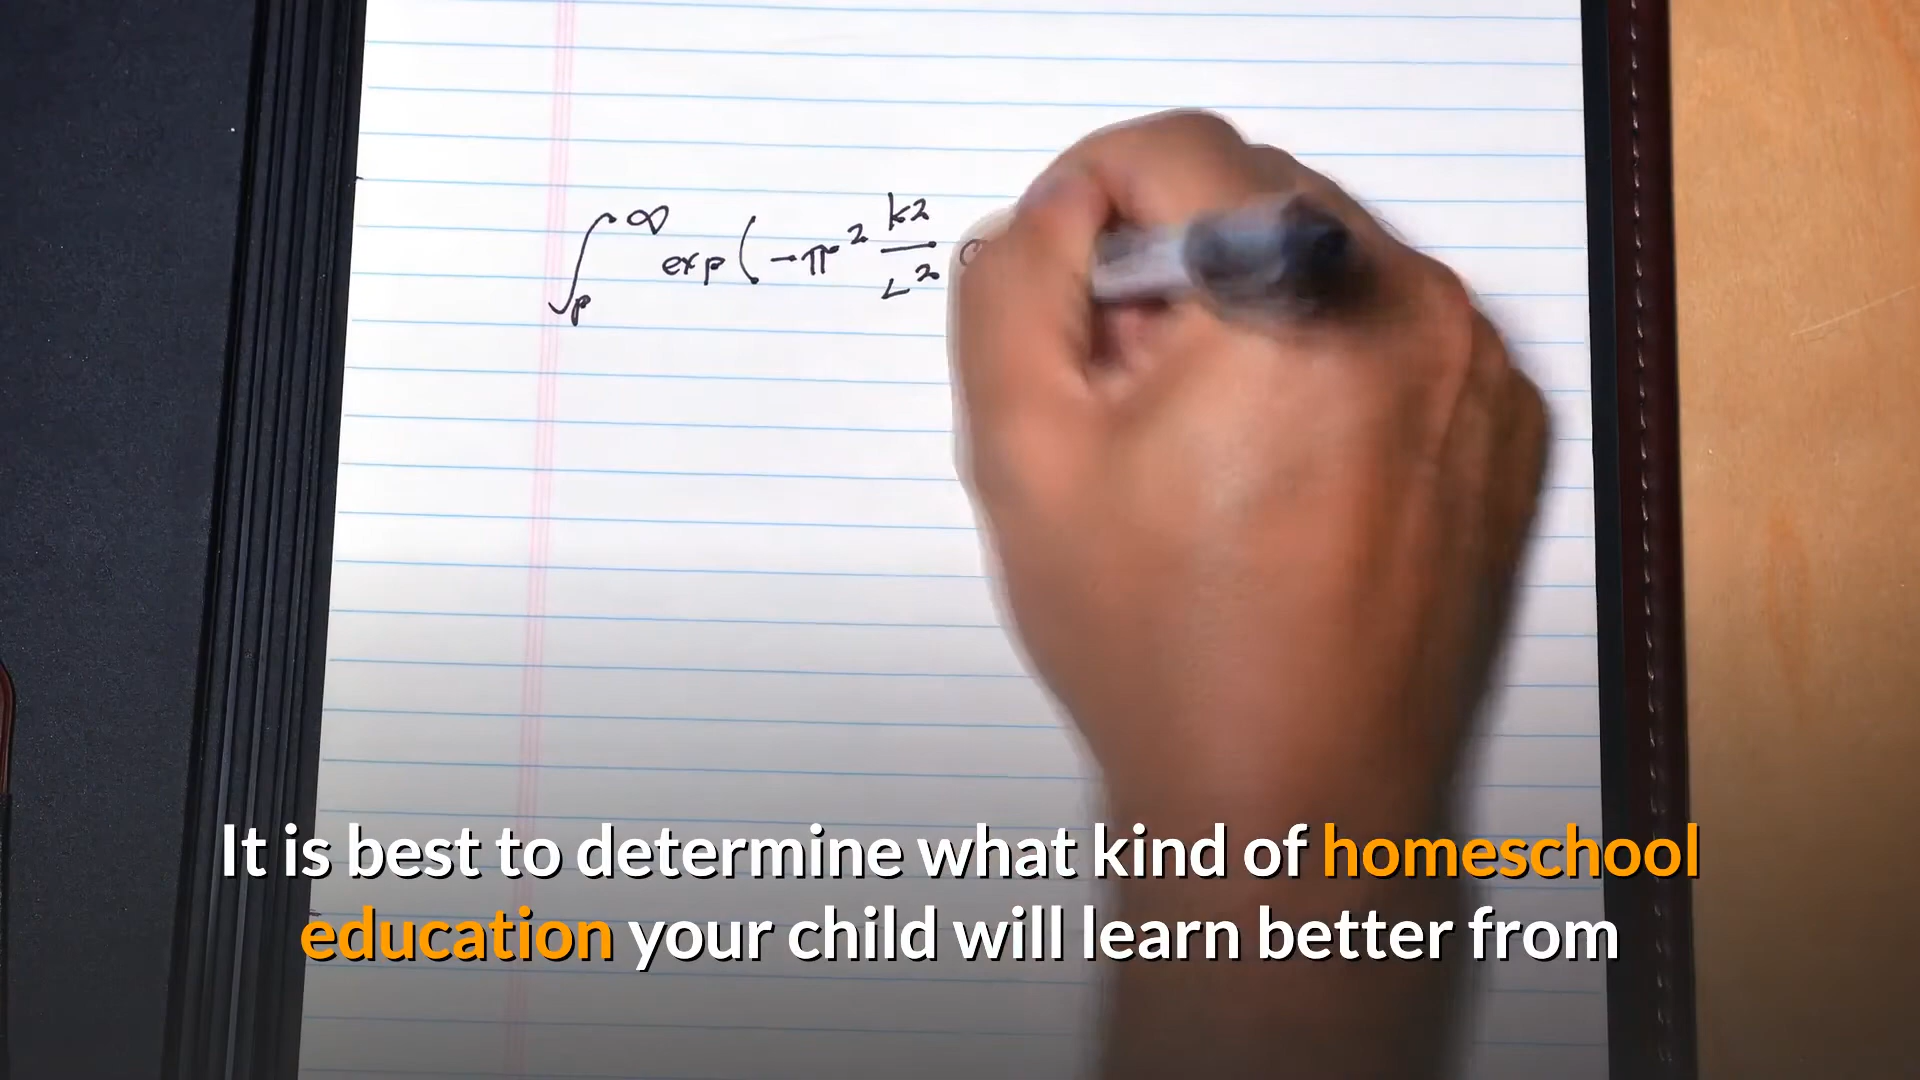 ∫ₚ^∞ exp(-π² k2/L²
It is best to determine what kind of homeschool
education your child will learn better from